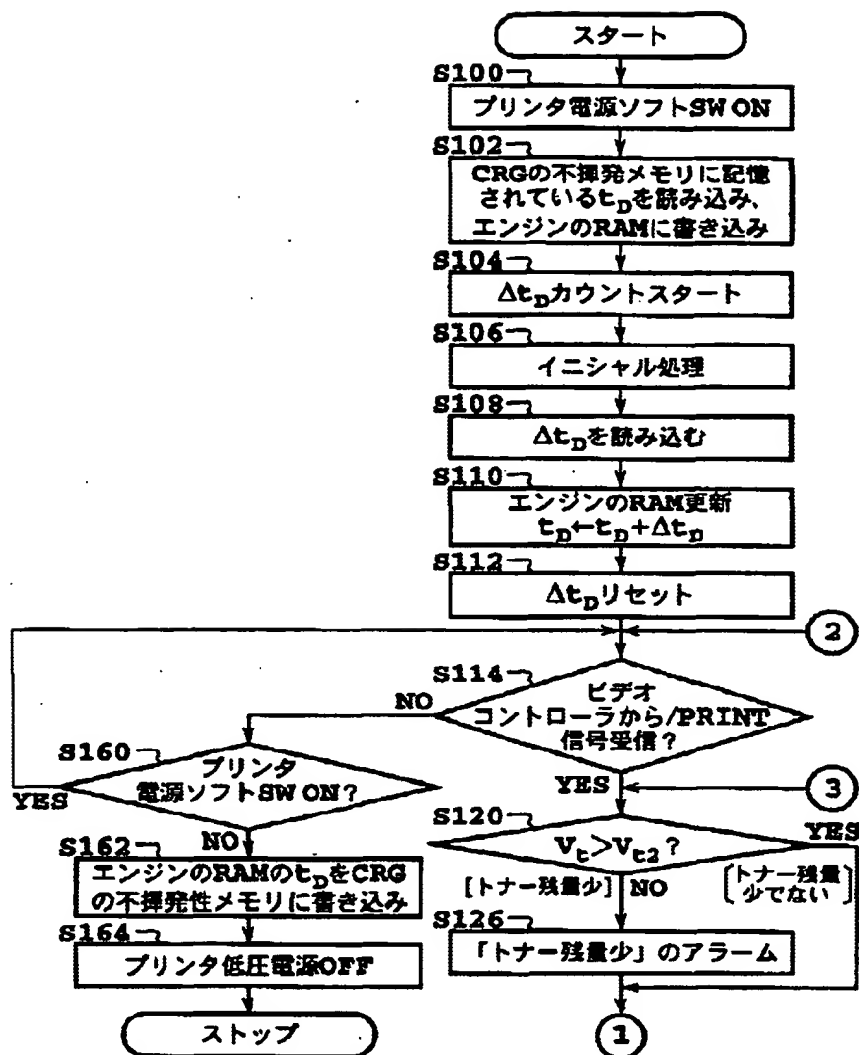 スタート
S100
プリンタ電源ソフトSW ON
S102
CRGの不揮発メモリに記憶
されているtDを読み込み、
エンジンのRAMに書き込み
S104
ΔtDカウントスタート
S106
イニシャル処理
S108
ΔtDを読み込む
S110
エンジンのRAM更新
tD←tD+ΔtD
S112
ΔtDリセット
2
S114
ビデオ
コントローラから/PRINT
信号受信?
NO
YES
S160
プリンタ
電源ソフトSW ON?
YES
NO
3
S120
Vt>Vt2?
YES
[トナー残量少] NO
[トナー残量
少でない]
S162
エンジンのRAMのtDをCRG
の不揮発性メモリに書き込み
S126
「トナー残量少」のアラーム
S164
プリンタ低圧電源OFF
ストップ
1